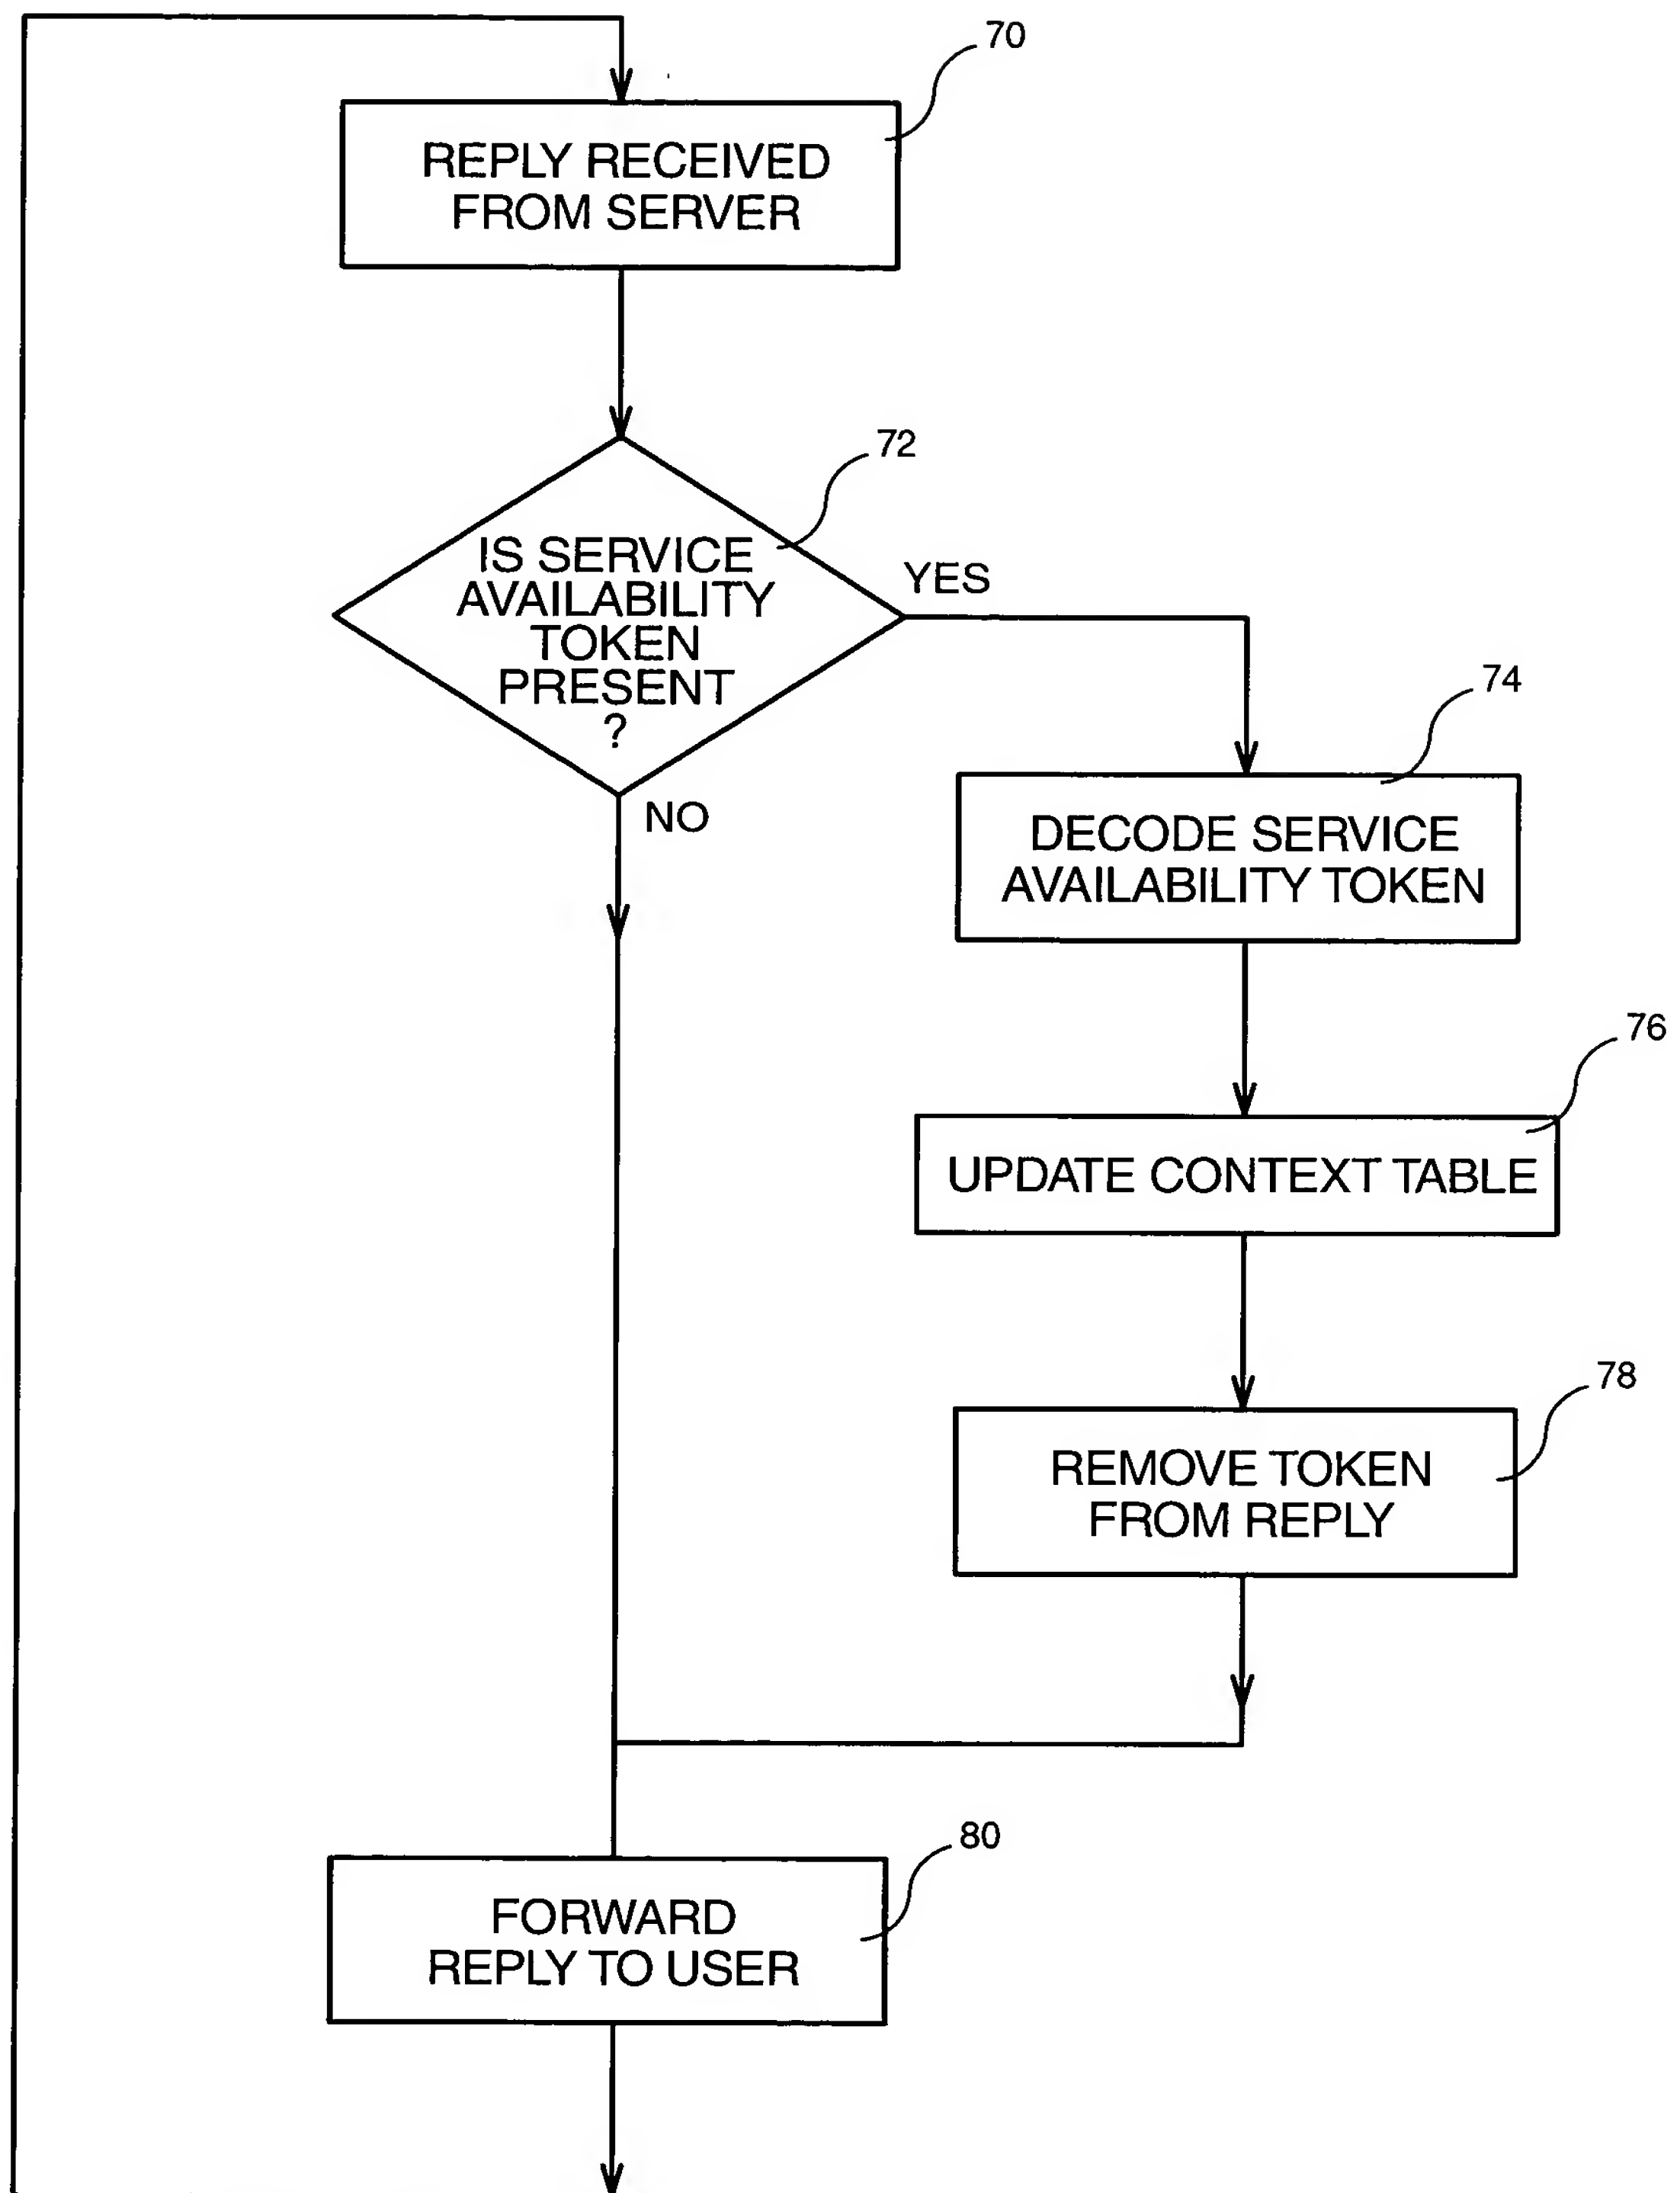 70
REPLY RECEIVED
FROM SERVER
72
IS SERVICE
AVAILABILITY
TOKEN
PRESENT
?
YES
NO
74
DECODE SERVICE
AVAILABILITY TOKEN
76
UPDATE CONTEXT TABLE
78
REMOVE TOKEN
FROM REPLY
80
FORWARD
REPLY TO USER